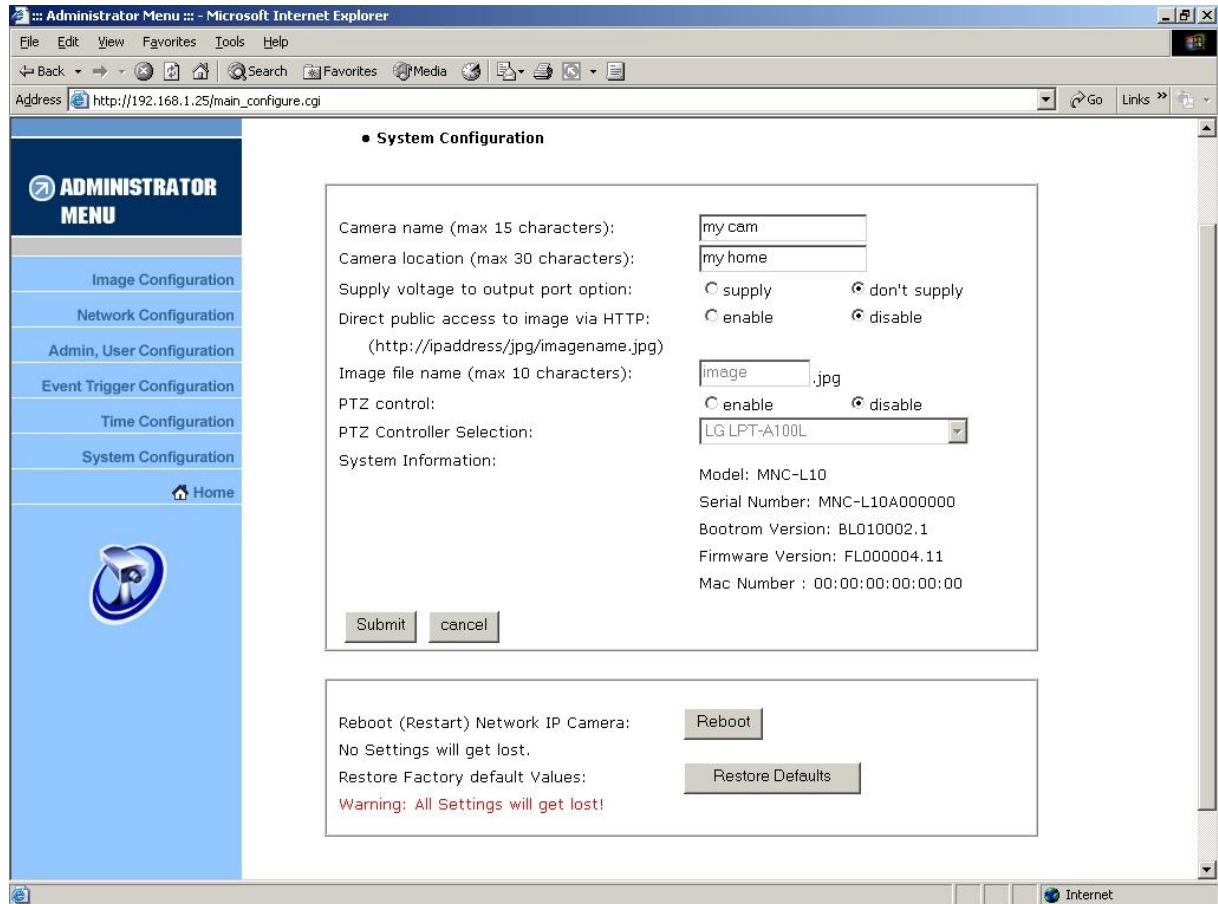 ::: Administrator Menu ::: - Microsoft Internet Explorer
File Edit View Favorites Tools Help
Back Search Favorites Media
Address http://192.168.1.25/main_configure.cgi Go Links »
• System Configuration
ADMINISTRATOR
MENU
Image Configuration
Network Configuration
Admin, User Configuration
Event Trigger Configuration
Time Configuration
System Configuration
Home
Camera name (max 15 characters): my cam
Camera location (max 30 characters): my home
Supply voltage to output port option: supply don't supply
Direct public access to image via HTTP: enable disable
(http://ipaddress/jpg/imagename.jpg)
Image file name (max 10 characters): image .jpg
PTZ control: enable disable
PTZ Controller Selection: LG LPT-A100L
System Information:
Model: MNC-L10
Serial Number: MNC-L10A000000
Bootrom Version: BL010002.1
Firmware Version: FL000004.11
Mac Number : 00:00:00:00:00:00
Submit cancel
Reboot (Restart) Network IP Camera: Reboot
No Settings will get lost.
Restore Factory default Values: Restore Defaults
Warning: All Settings will get lost!
Internet